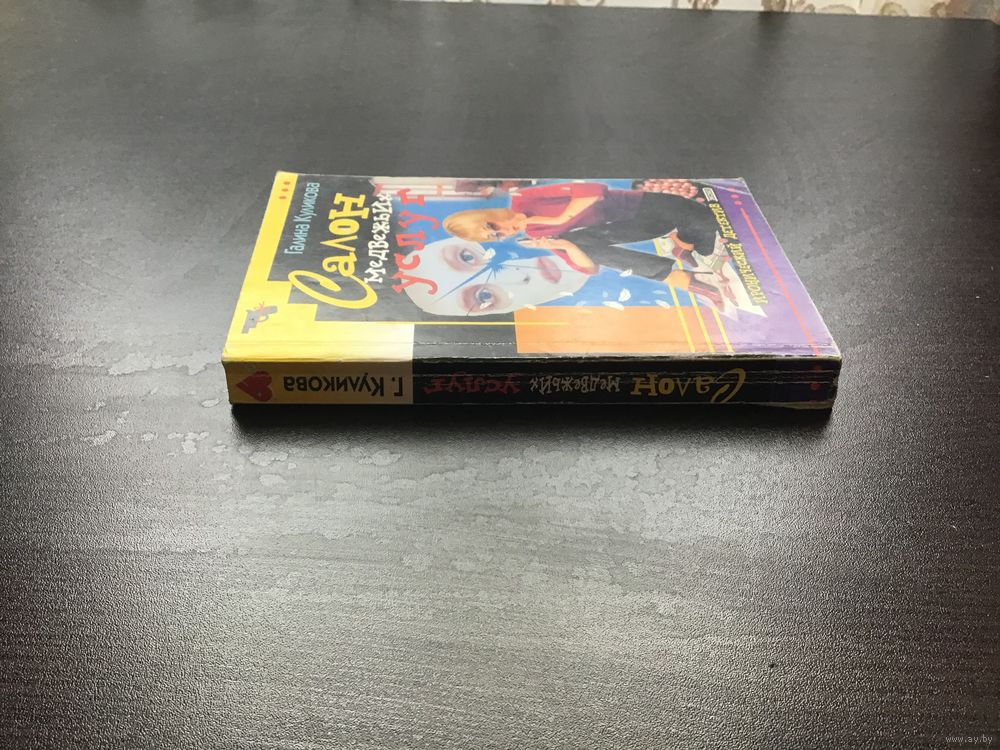 Галина Куликова
Салон
медвежьих
услуг
Иронический детектив
Г. Куликова
Салон медвежьих услуг
www.ay.by